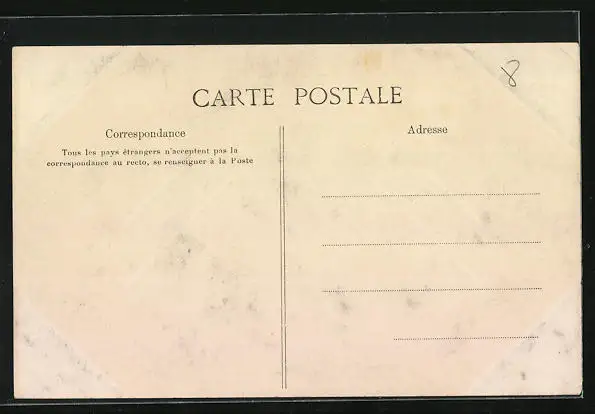 8
CARTE POSTALE
Correspondance
Tous les pays étrangers n'acceptent pas la
correspondance au recto, se renseigner à la Poste
Adresse